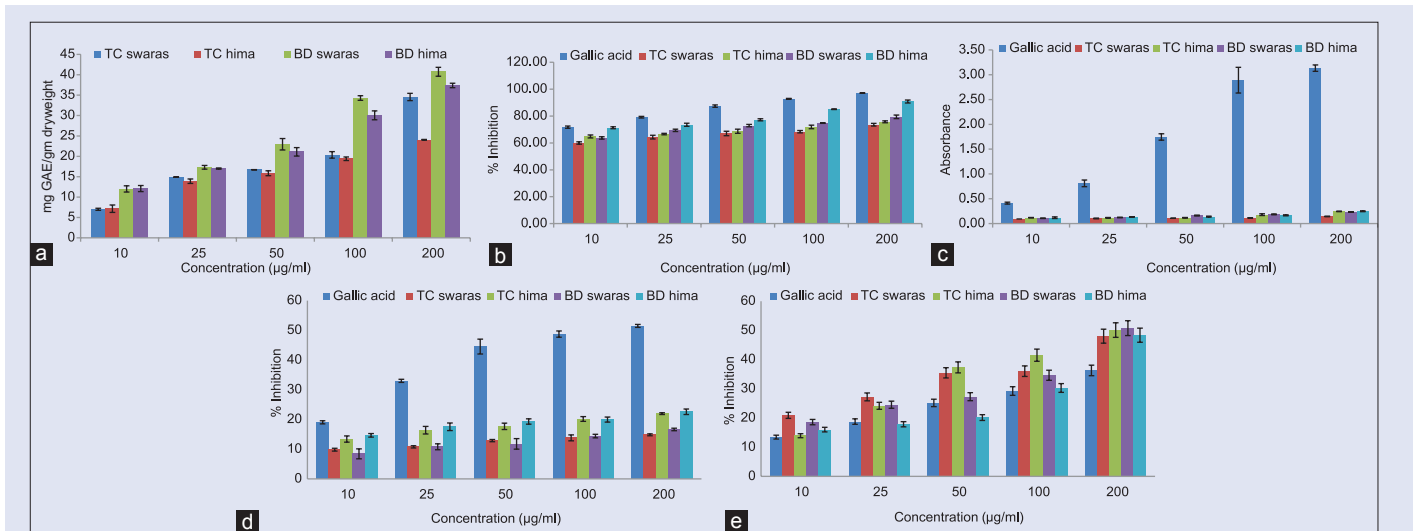 TC swaras TC hima BD swaras BD hima
mg GAE/gm dryweight
45
40
35
30
25
20
15
10
5
0
10 25 50 100 200
Concentration (µg/ml)
a
Gallic acid TC swaras TC hima BD swaras BD hima
% Inhibition
120.00
100.00
80.00
60.00
40.00
20.00
0.00
10 25 50 100 200
Concentration (µg/ml)
b
Gallic acid TC swaras TC hima BD swaras BD hima
Absorbance
3.50
3.00
2.50
2.00
1.50
1.00
0.50
0.00
10 25 50 100 200
Concentration (µg/ml)
c
Gallic acid TC swaras TC hima BD swaras BD hima
% Inhibition
60
50
40
30
20
10
0
10 25 50 100 200
Concentration (µg/ml)
d
Gallic acid TC swaras TC hima BD swaras BD hima
% Inhibition
60
50
40
30
20
10
0
10 25 50 100 200
Concentration (µg/ml)
e